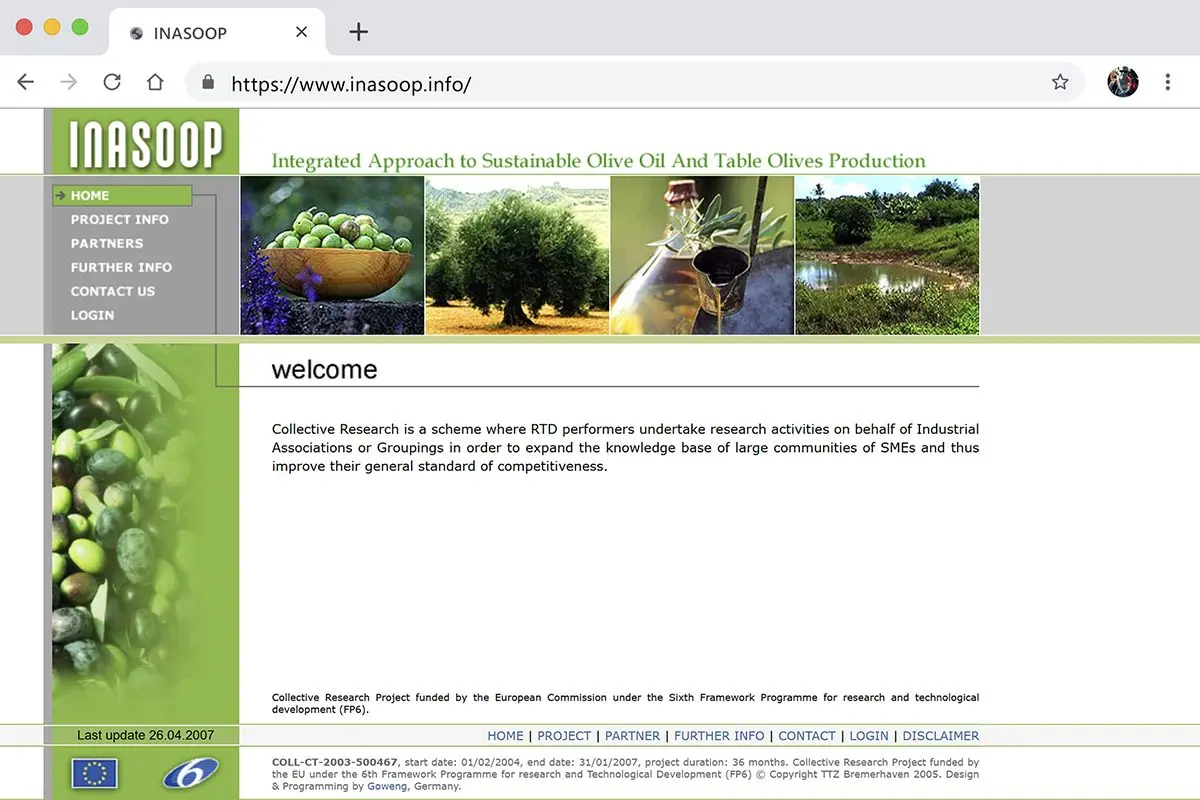 INASOOP
https://www.inasoop.info/
INASOOP
Integrated Approach to Sustainable Olive Oil And Table Olives Production
HOME
PROJECT INFO
PARTNERS
FURTHER INFO
CONTACT US
LOGIN
welcome
Collective Research is a scheme where RTD performers undertake research activities on behalf of Industrial
Associations or Groupings in order to expand the knowledge base of large communities of SMEs and thus
improve their general standard of competitiveness.
Collective Research Project funded by the European Commission under the Sixth Framework Programme for research and technological
development (FP6).
Last update 26.04.2007
HOME | PROJECT | PARTNER | FURTHER INFO | CONTACT | LOGIN | DISCLAIMER
6
COLL-CT-2003-500467, start date: 01/02/2004, end date: 31/01/2007, project duration: 36 months. Collective Research Project funded by
the EU under the 6th Framework Programme for research and Technological Development (FP6) © Copyright TTZ Bremerhaven 2005. Design
& Programming by Goweng, Germany.